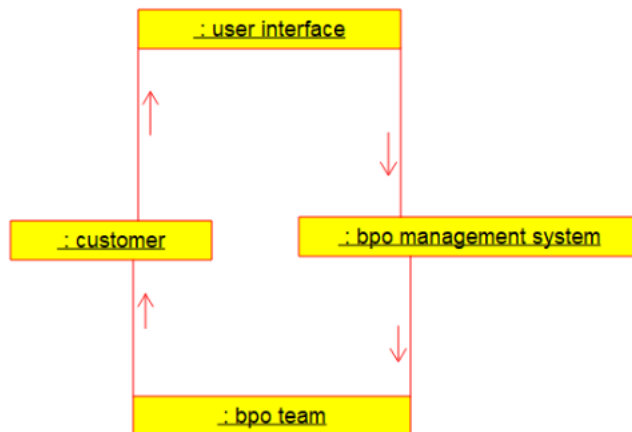 : user interface
: customer
: bpo management system
: bpo team